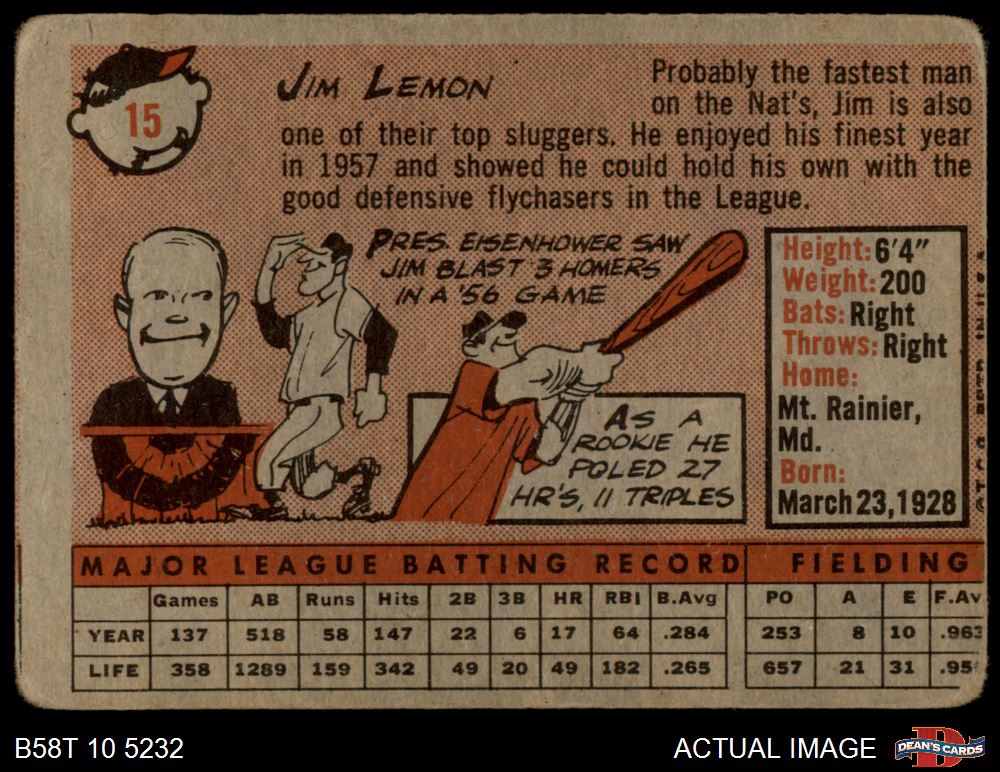 15
JIM LEMON
Probably the fastest man
on the Nat's, Jim is also
one of their top sluggers. He enjoyed his finest year
in 1957 and showed he could hold his own with the
good defensive flychasers in the League.
PRES. EISENHOWER SAW
JIM BLAST 3 HOMERS
IN A '56 GAME
AS A
ROOKIE HE
POLED 27
HR'S, 11 TRIPLES
Height: 6'4"
Weight: 200
Bats: Right
Throws: Right
Home:
Mt. Rainier,
Md.
Born:
March 23, 1928
MAJOR LEAGUE BATTING RECORD FIELDING
Games AB Runs Hits 2B 3B HR RBI B.Avg PO A E F.Av
YEAR 137 518 58 147 22 6 17 64 .284 253 8 10 .963
LIFE 358 1289 159 342 49 20 49 182 .265 657 21 31 .95
B58T 10 5232
ACTUAL IMAGE
D
DEAN'S CARDS